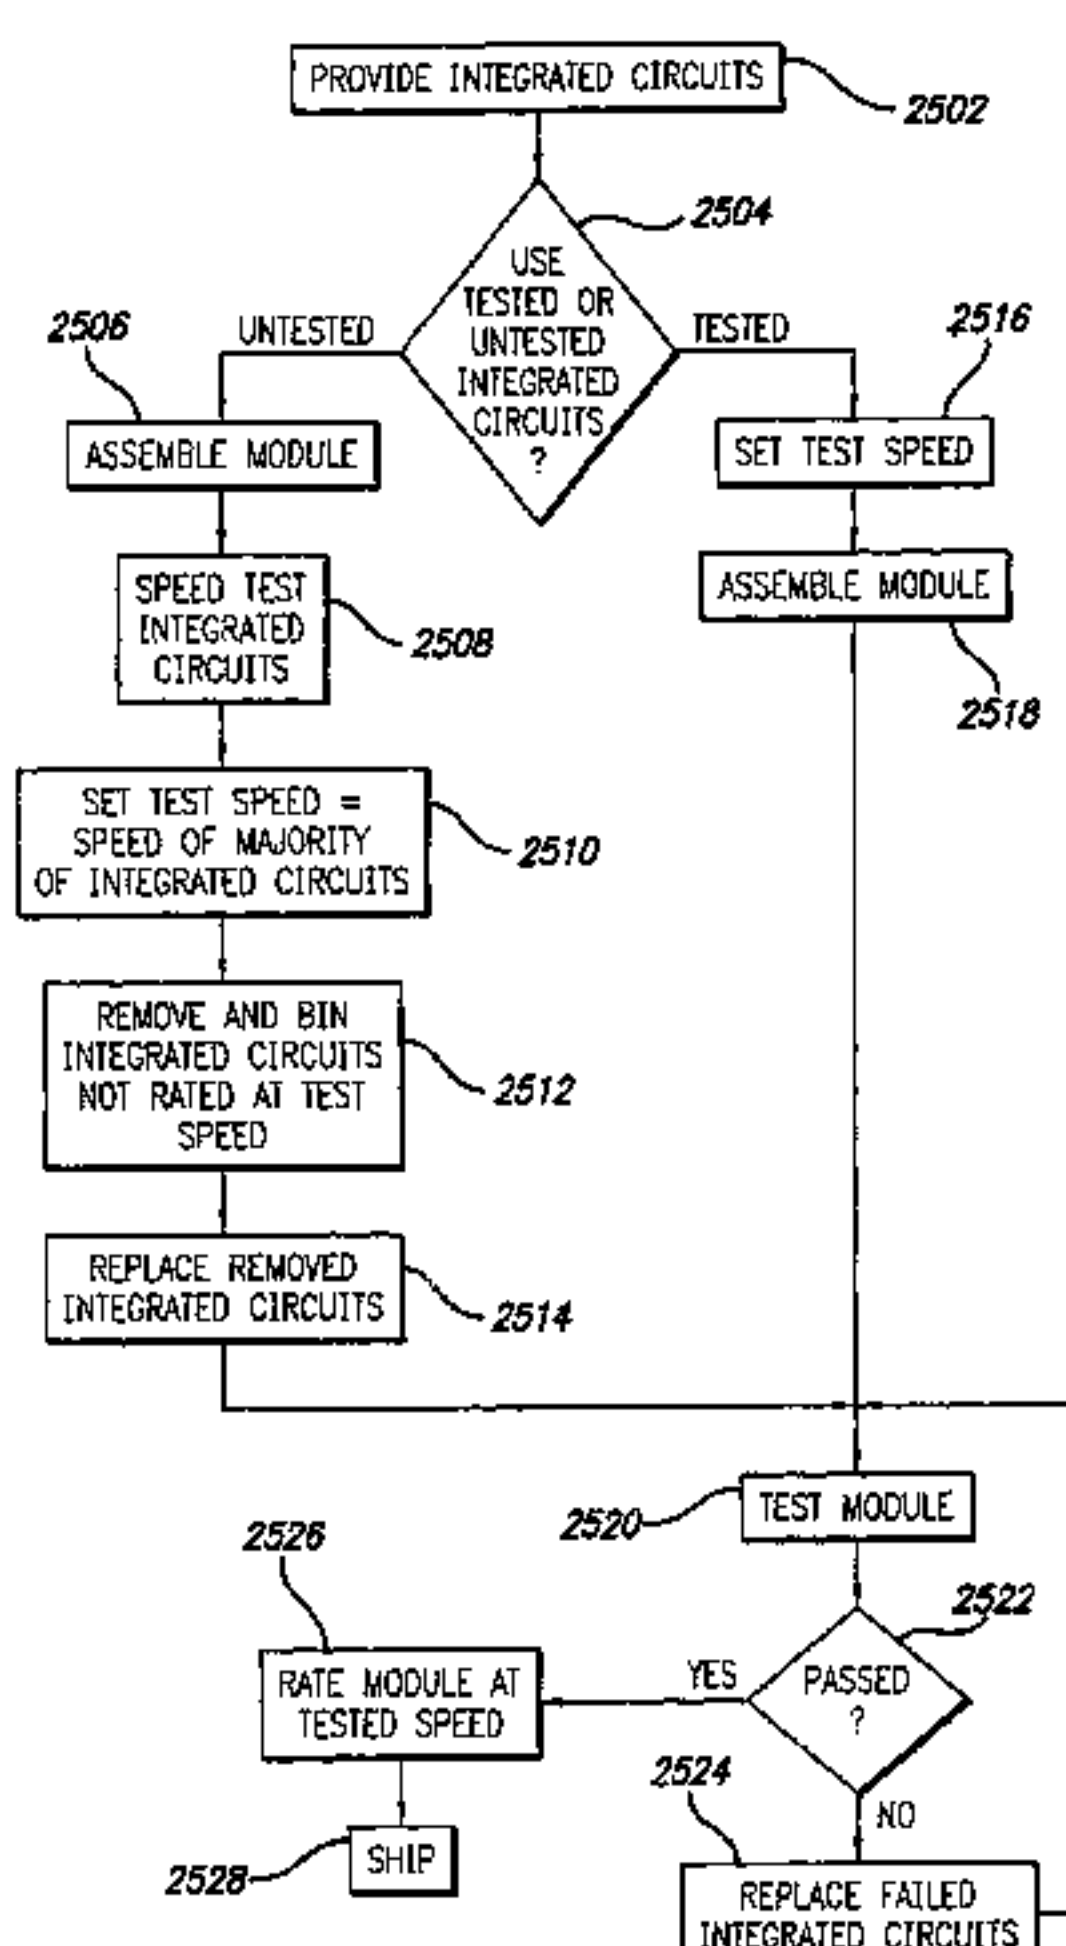 PROVIDE INTEGRATED CIRCUITS
2502
2504
USE
TESTED OR
UNTESTED
INTEGRATED
CIRCUITS
?
UNTESTED
TESTED
2506
ASSEMBLE MODULE
2516
SET TEST SPEED
SPEED TEST
INTEGRATED
CIRCUITS
2508
ASSEMBLE MODULE
2518
SET TEST SPEED =
SPEED OF MAJORITY
OF INTEGRATED CIRCUITS
2510
REMOVE AND BIN
INTEGRATED CIRCUITS
NOT RATED AT TEST
SPEED
2512
REPLACE REMOVED
INTEGRATED CIRCUITS
2514
TEST MODULE
2520
2522
PASSED
?
YES
2526
RATE MODULE AT
TESTED SPEED
2528
SHIP
NO
2524
REPLACE FAILED
INTEGRATED CIRCUITS